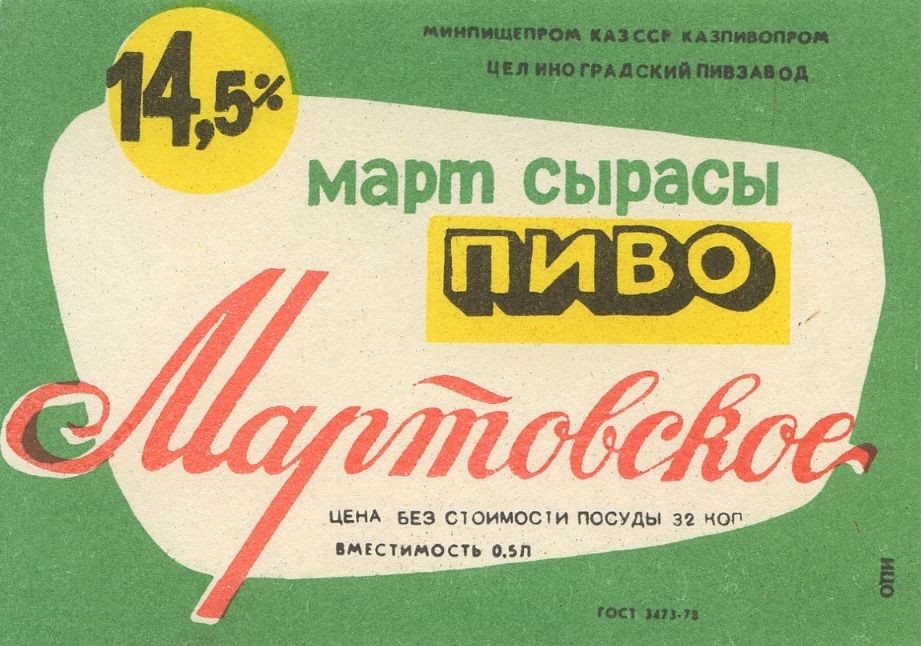 14,5%
МИНПИЩЕПРОМ КАЗССР КАЗПИВОПРОМ
ЦЕЛИНОГРАДСКИЙ ПИВЗАВОД
МАРТ СЫРАСЫ
ПИВО
Мартовское
ЦЕНА БЕЗ СТОИМОСТИ ПОСУДЫ 32 КОП
ВМЕСТИМОСТЬ 0.5Л
ГОСТ 3473-78
ОПИ